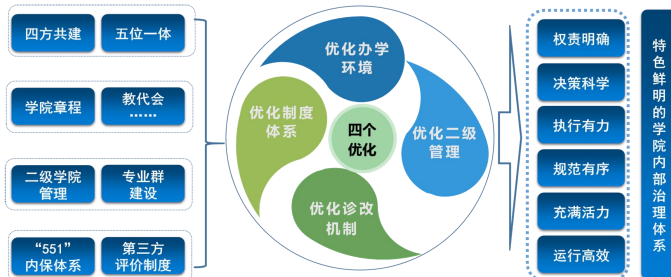 四方共建
五位一体
学院章程
教代会
……
二级学院
管理
专业群
建设
“551”
内保体系
第三方
评价制度
优化办学
环境
优化制度
体系
四个
优化
优化二级
管理
优化诊改
机制
权责明确
决策科学
执行有力
规范有序
充满活力
运行高效
特色鲜明的学院内部治理体系